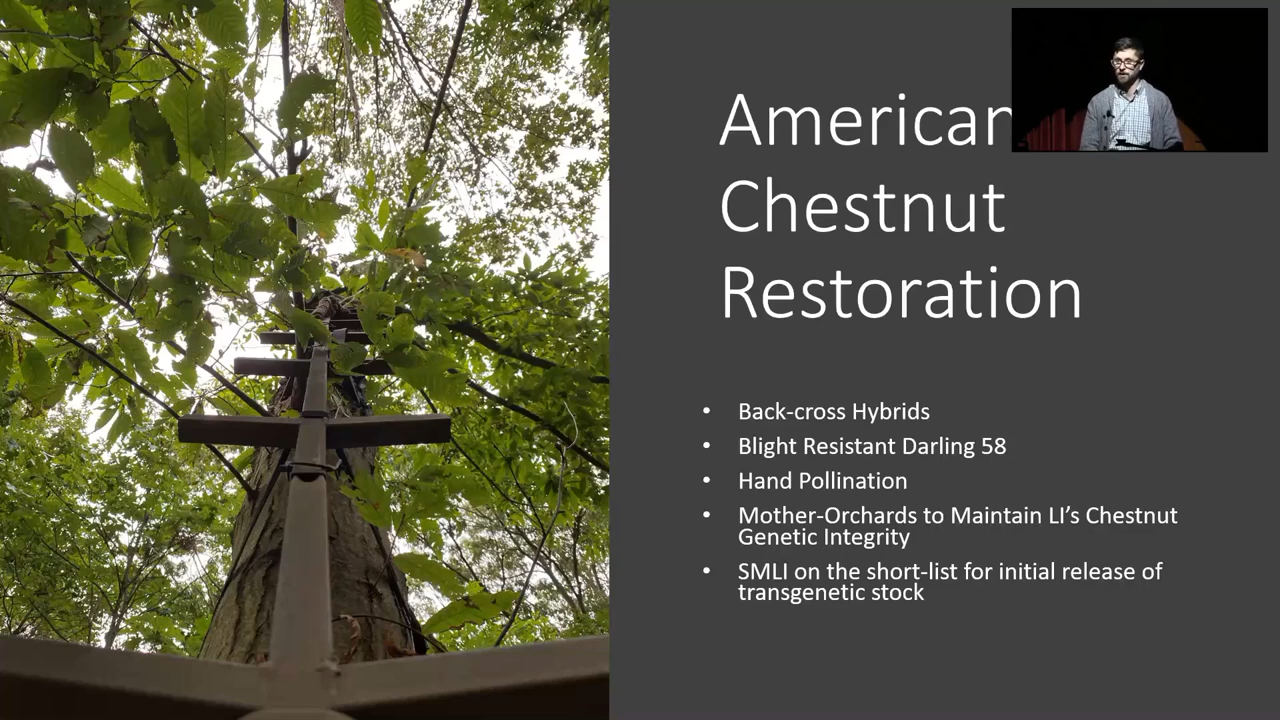 American
Chestnut
Restoration
• Back-cross Hybrids
• Blight Resistant Darling 58
• Hand Pollination
• Mother-Orchards to Maintain LI’s Chestnut
Genetic Integrity
• SMLI on the short-list for initial release of
transgenetic stock